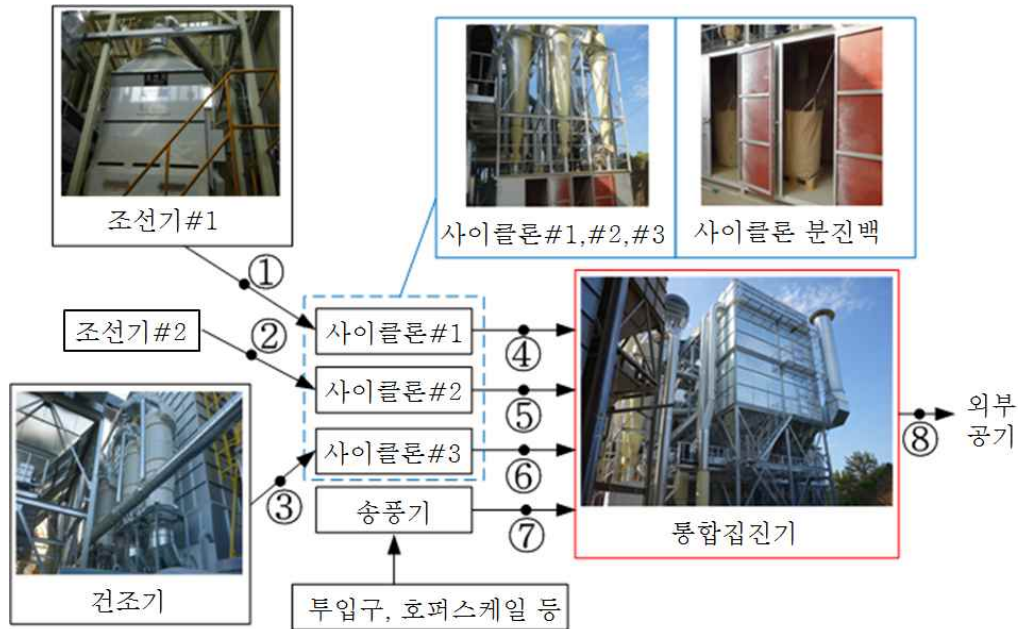 조선기#1
사이클론#1,#2,#3
사이클론 분진백
①
조선기#2
②
사이클론#1
④
사이클론#2
⑤
사이클론#3
⑥
③
송풍기
⑦
⑧
외부
공기
통합집진기
건조기
투입구, 호퍼스케일 등